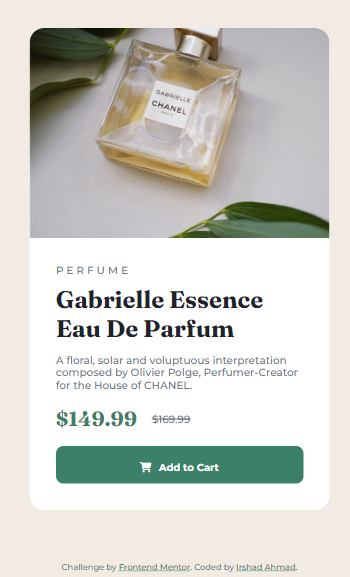 GABRIELLE
CHANEL
PARIS
PERFUME
Gabrielle Essence
Eau De Parfum
A floral, solar and voluptuous interpretation
composed by Olivier Polge, Perfumer-Creator
for the House of CHANEL.
$149.99 $169.99
Add to Cart
Challenge by Frontend Mentor. Coded by Irshad Ahmad.